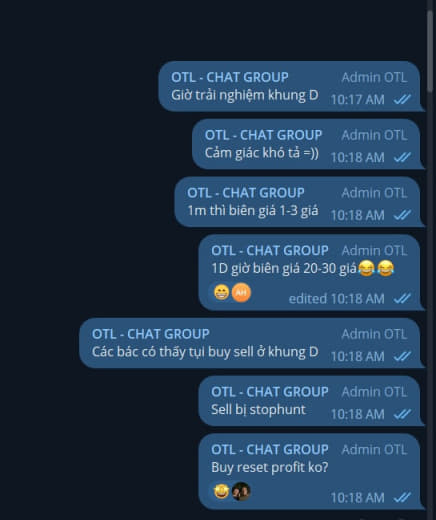 OTL - CHAT GROUP Admin OTL
Giờ trải nghiệm khung D 10:17 AM
OTL - CHAT GROUP Admin OTL
Cảm giác khó tả =)) 10:18 AM
OTL - CHAT GROUP Admin OTL
1m thì biên giá 1-3 giá 10:18 AM
OTL - CHAT GROUP Admin OTL
1D giờ biên giá 20-30 giá😂😂
😁 AH edited 10:18 AM
OTL - CHAT GROUP Admin OTL
Các bác có thấy tụi buy sell ở khung D 10:18 AM
OTL - CHAT GROUP Admin OTL
Sell bị stophunt 10:18 AM
OTL - CHAT GROUP Admin OTL
Buy reset profit ko?
🤩 10:18 AM